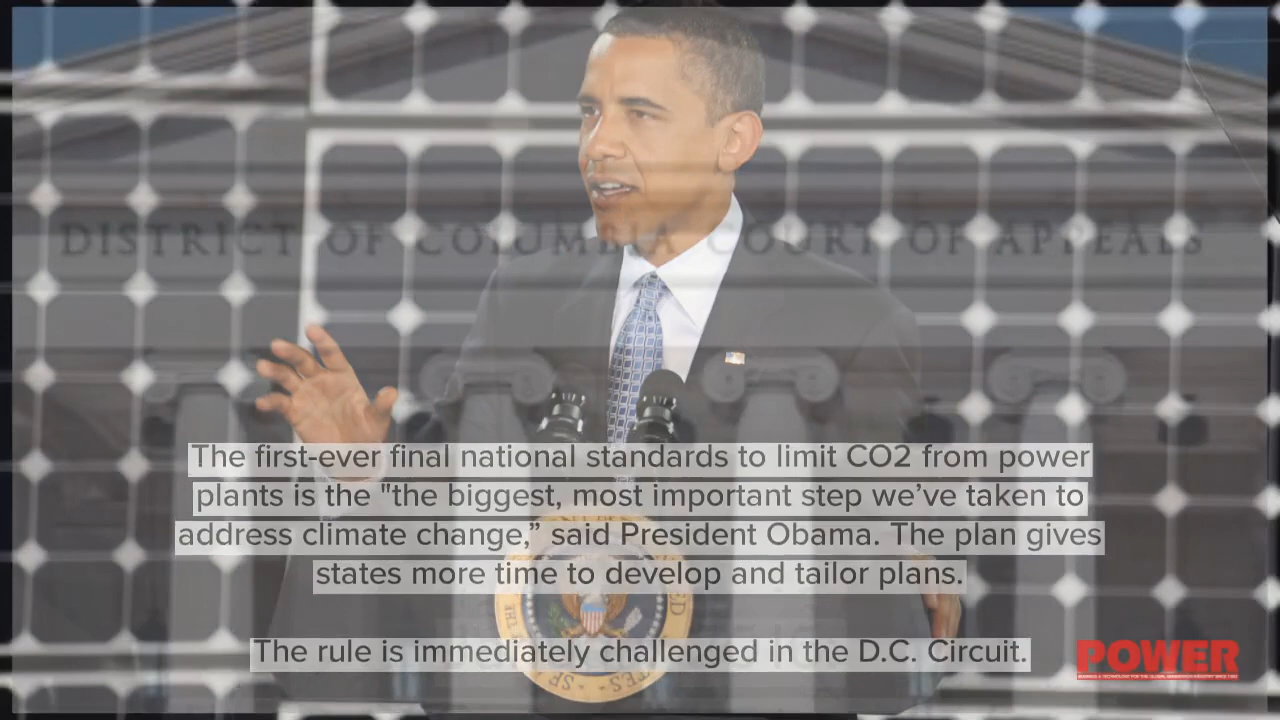 DISTRICT OF COLUMBIA COURT OF APPEALS
The first-ever final national standards to limit CO2 from power
plants is the "the biggest, most important step we’ve taken to
address climate change,” said President Obama. The plan gives
states more time to develop and tailor plans.
The rule is immediately challenged in the D.C. Circuit.
POWER